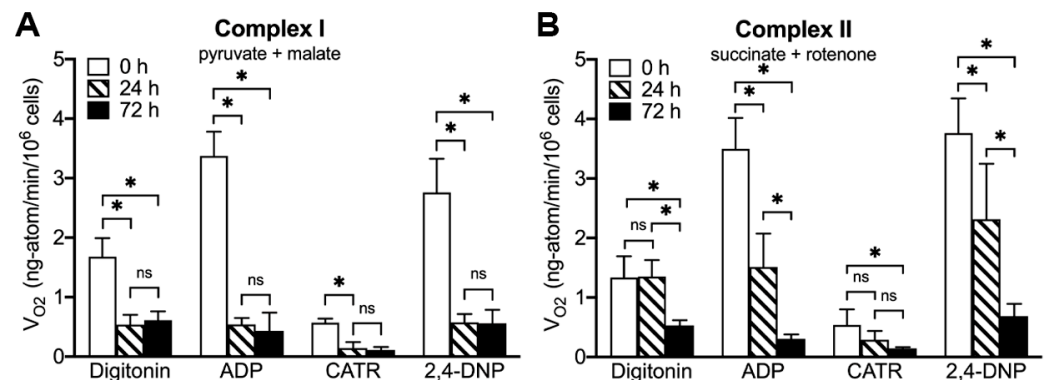 A
Complex I
pyruvate + malate
V_O2 (ng-atom/min/10^6 cells)
5
4
3
2
1
0
0 h
24 h
72 h
*
*
ns
*
*
ns
*
ns
*
*
ns
Digitonin
ADP
CATR
2,4-DNP
B
Complex II
succinate + rotenone
V_O2 (ng-atom/min/10^6 cells)
5
4
3
2
1
0
0 h
24 h
72 h
*
ns
*
*
*
*
*
ns
ns
*
*
*
Digitonin
ADP
CATR
2,4-DNP